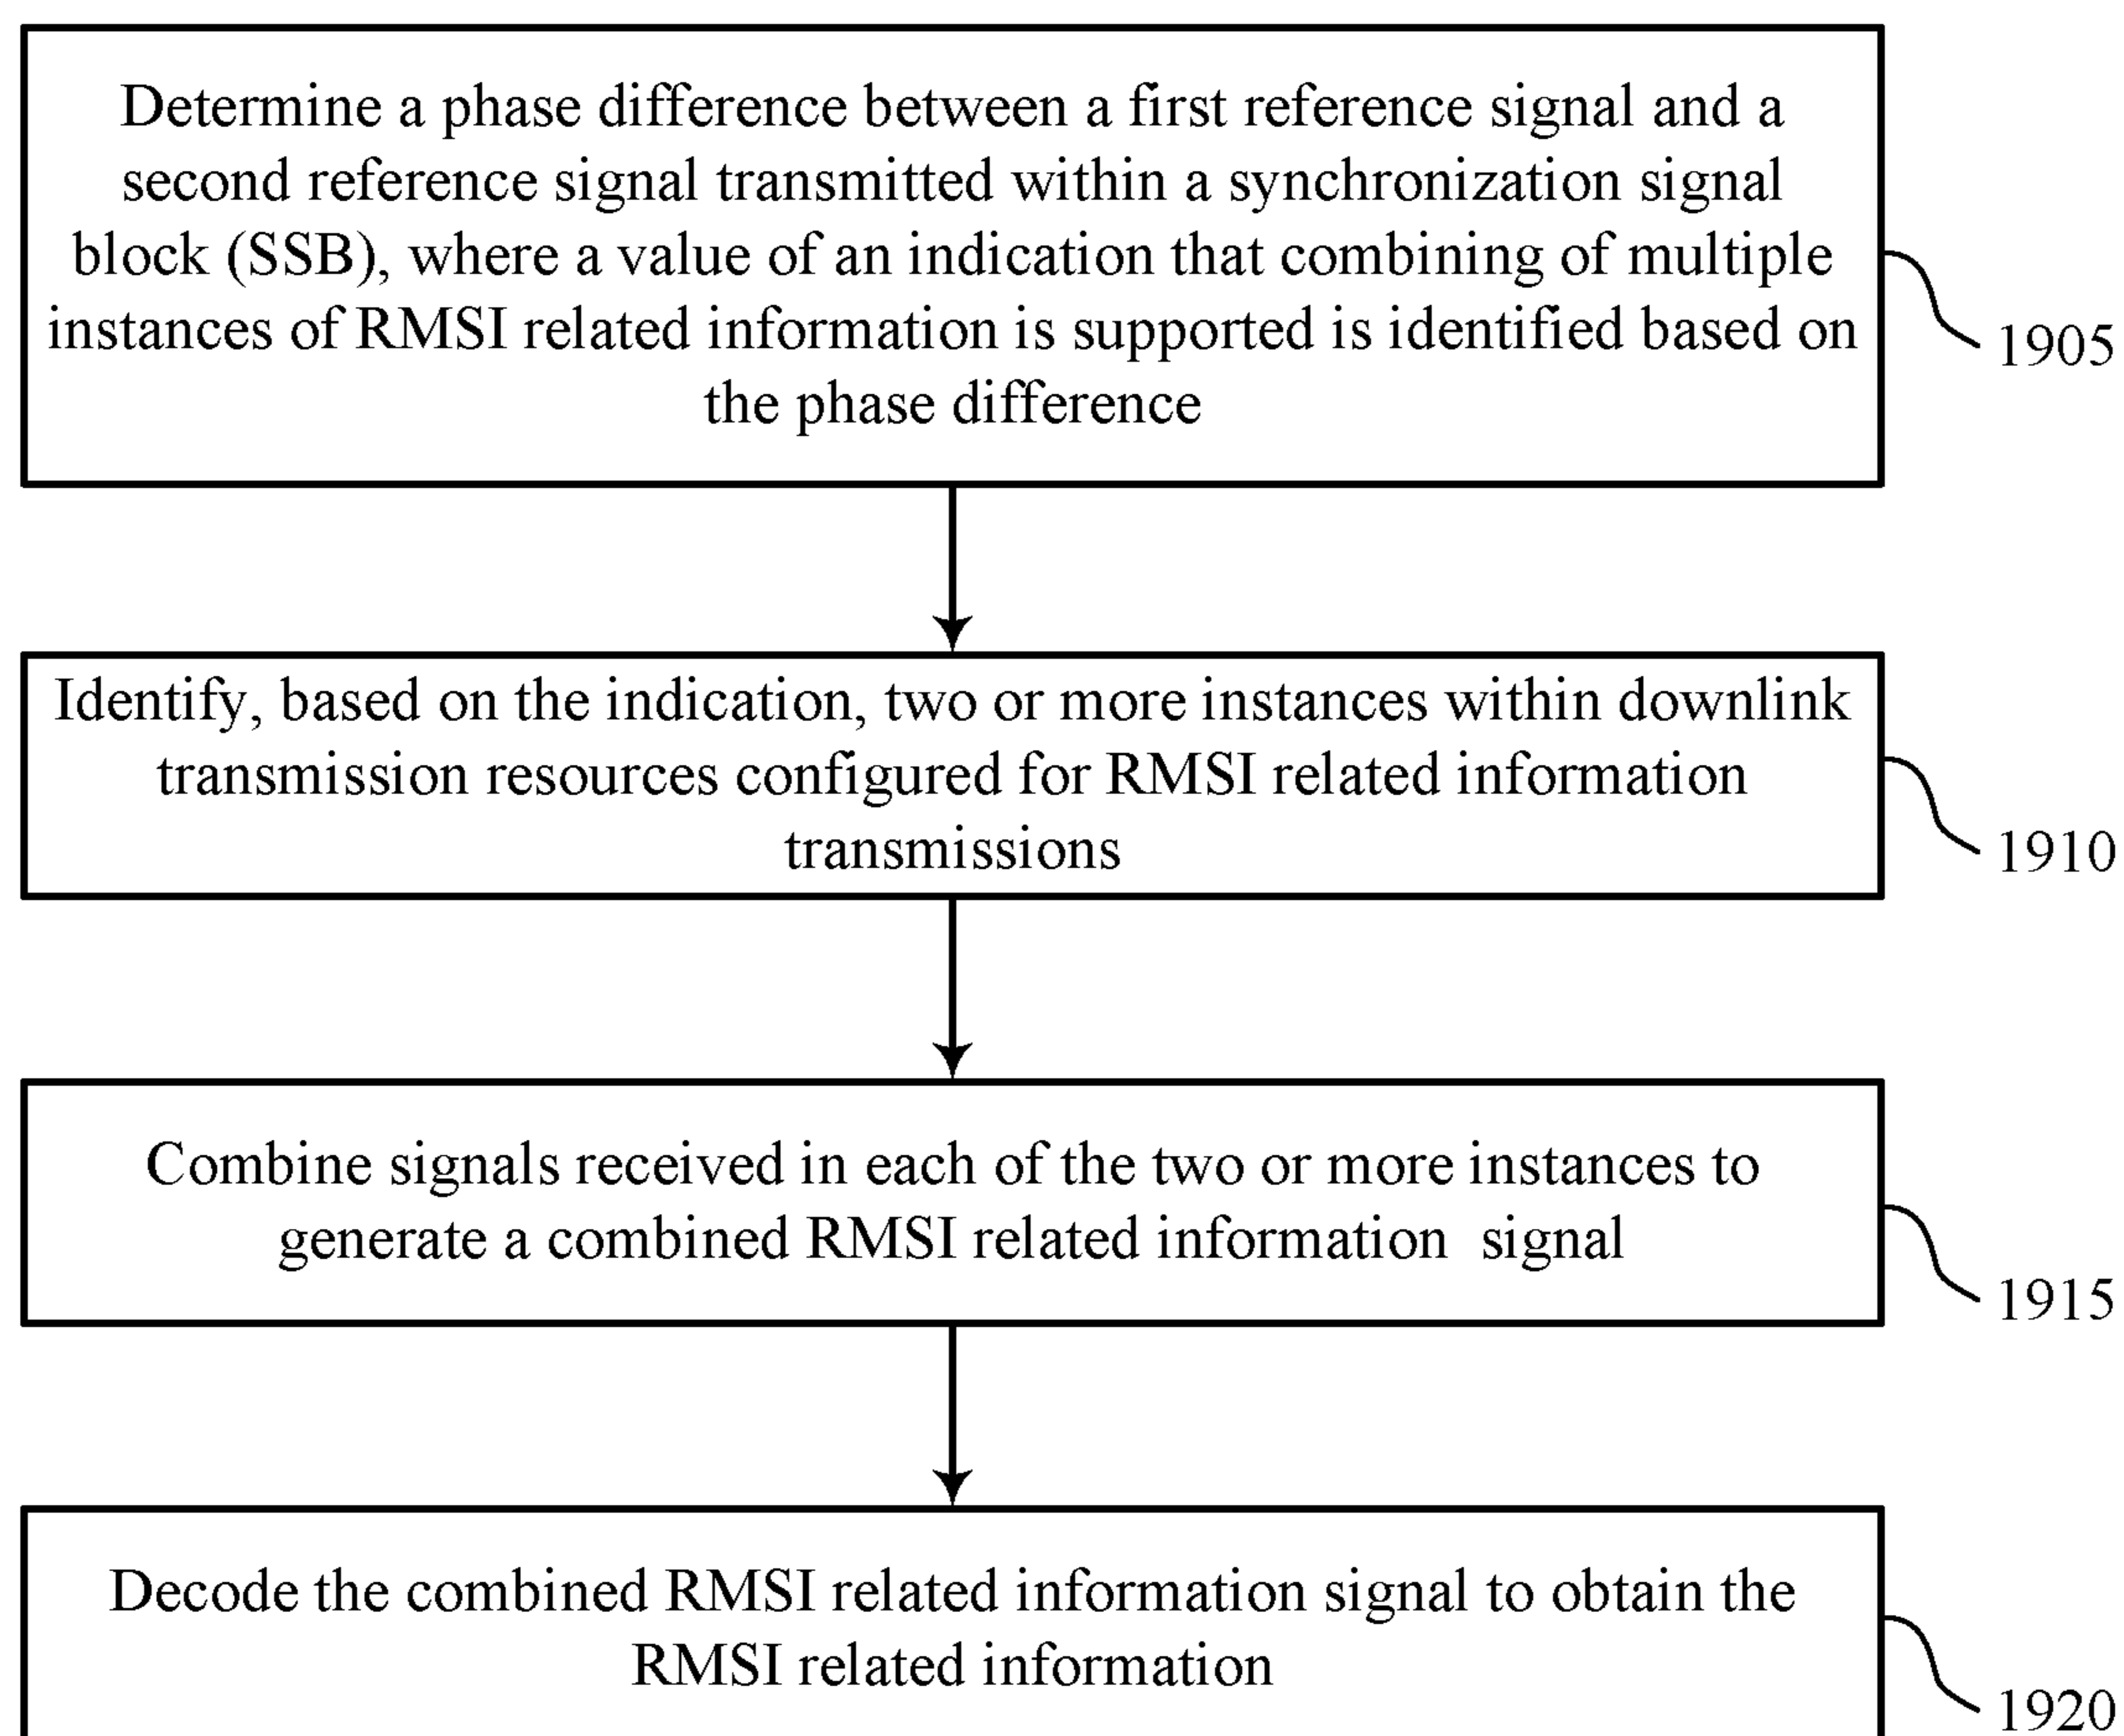 Determine a phase difference between a first reference signal and a
second reference signal transmitted within a synchronization signal
block (SSB), where a value of an indication that combining of multiple
instances of RMSI related information is supported is identified based on
the phase difference
1905
Identify, based on the indication, two or more instances within downlink
transmission resources configured for RMSI related information
transmissions
1910
Combine signals received in each of the two or more instances to
generate a combined RMSI related information signal
1915
Decode the combined RMSI related information signal to obtain the
RMSI related information
1920